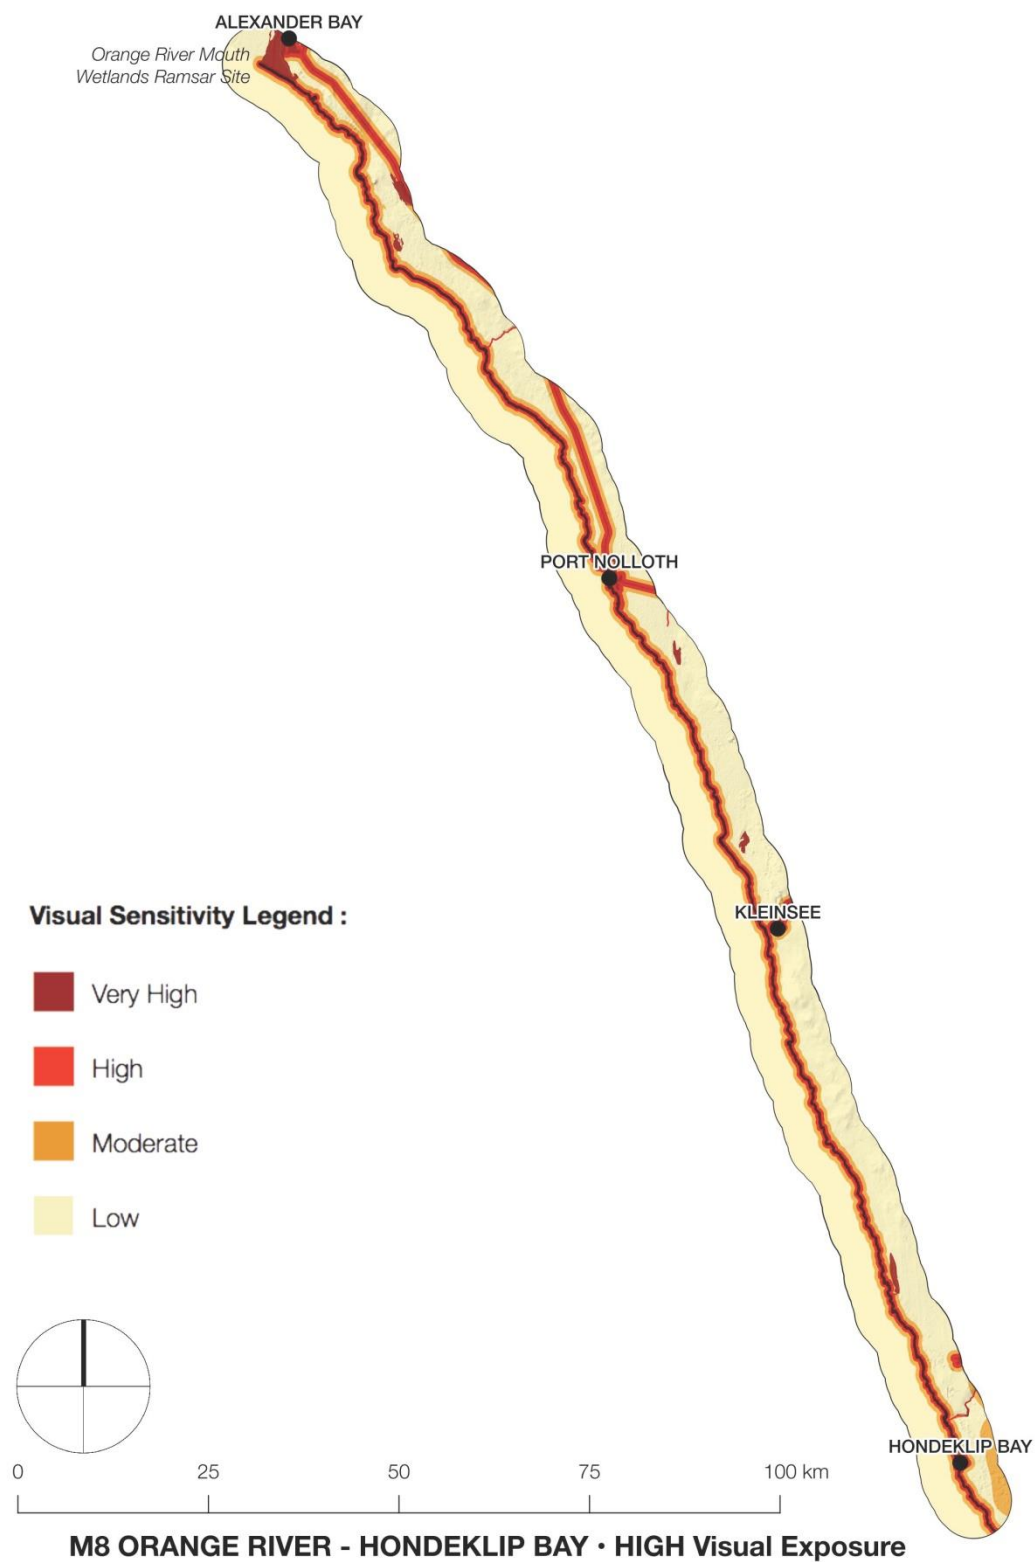 ALEXANDER BAY
Orange River Mouth
Wetlands Ramsar Site
PORT NOLLOTH
KLEINSEE
Visual Sensitivity Legend :
Very High
High
Moderate
Low
HONDEKLIP BAY
0 25 50 75 100 km
M8 ORANGE RIVER - HONDEKLIP BAY • HIGH Visual Exposure